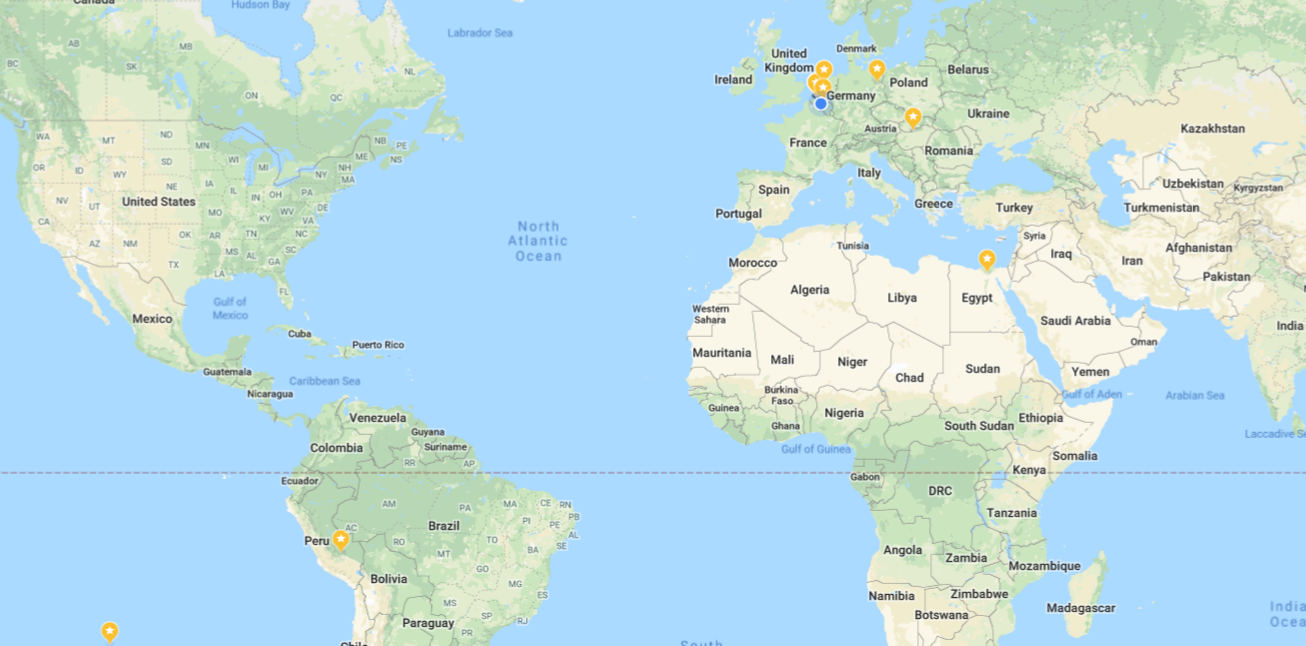 Canada
Hudson Bay
Labrador Sea
BC
AB
SK
MB
ON
QC
NL
NB
PE
NS
WA
MT
ND
MN
OR
ID
WY
SD
WI
MI
NY
ME
NH
MA
NV
UT
NE
IA
IL
IN
OH
PA
CA
United States
MO
KY
WV
VA
DE
AZ
NM
OK
AR
TN
NC
TX
MS
AL
SC
GA
LA
FL
Gulf of
Mexico
Mexico
Cuba
Puerto Rico
Guatemala
Caribbean Sea
Nicaragua
North
Atlantic
Ocean
Venezuela
Guyana
Suriname
Colombia
RR
AP
Ecuador
AM
PA
MA
CE
RN
PB
PI
PE
AL
SE
AC
Peru
Brazil
RO
TO
MT
BA
GO
Bolivia
MG
ES
MS
SP
RJ
Paraguay
PR
Chile
South
United
Kingdom
Ireland
Denmark
Poland
Belarus
Germany
Ukraine
Austria
France
Romania
Italy
Spain
Portugal
Greece
Turkey
Kazakhstan
Uzbekistan
Kyrgyzstan
Turkmenistan
Syria
Iraq
Iran
Afghanistan
Pakistan
India
Tunisia
Morocco
Algeria
Libya
Egypt
Western
Sahara
Saudi Arabia
Oman
Mauritania
Mali
Niger
Chad
Sudan
Yemen
Gulf of Aden
Arabian Sea
Burkina
Faso
Guinea
Ghana
Nigeria
South Sudan
Ethiopia
Laccadive Se
Gulf of Guinea
Somalia
Gabon
Kenya
DRC
Tanzania
Angola
Zambia
Mozambique
Namibia
Zimbabwe
Botswana
Madagascar
India
Ocea